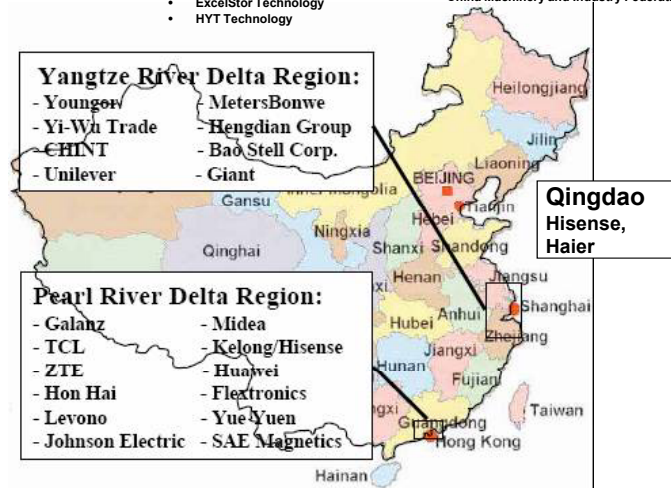 • ExcelStor Technology
• HYT Technology
Yangtze River Delta Region:
- Youngor - MetersBonwe
- Yi-Wu Trade - Hengdian Group
- CHINT - Bao Stell Corp.
- Unilever - Giant
Heilongjiang
Jilin
Liaoning
BEIJING
Tianjin
Hebei
Gansu
Ningxia
Shanxi
Shandong
Qinghai
Qingdao
Hisense,
Haier
Henan
Jiangsu
Shanghai
Anhui
Hubei
Zhejiang
Pearl River Delta Region:
- Galanz - Midea
- TCL - Kelong/Hisense
- ZTE - Huawei
- Hon Hai - Flextronics
- Levono - Yue Yuen
- Johnson Electric - SAE Magnetics
Jiangxi
Hunan
Fujian
Taiwan
Guangdong
Hong Kong
Hainan